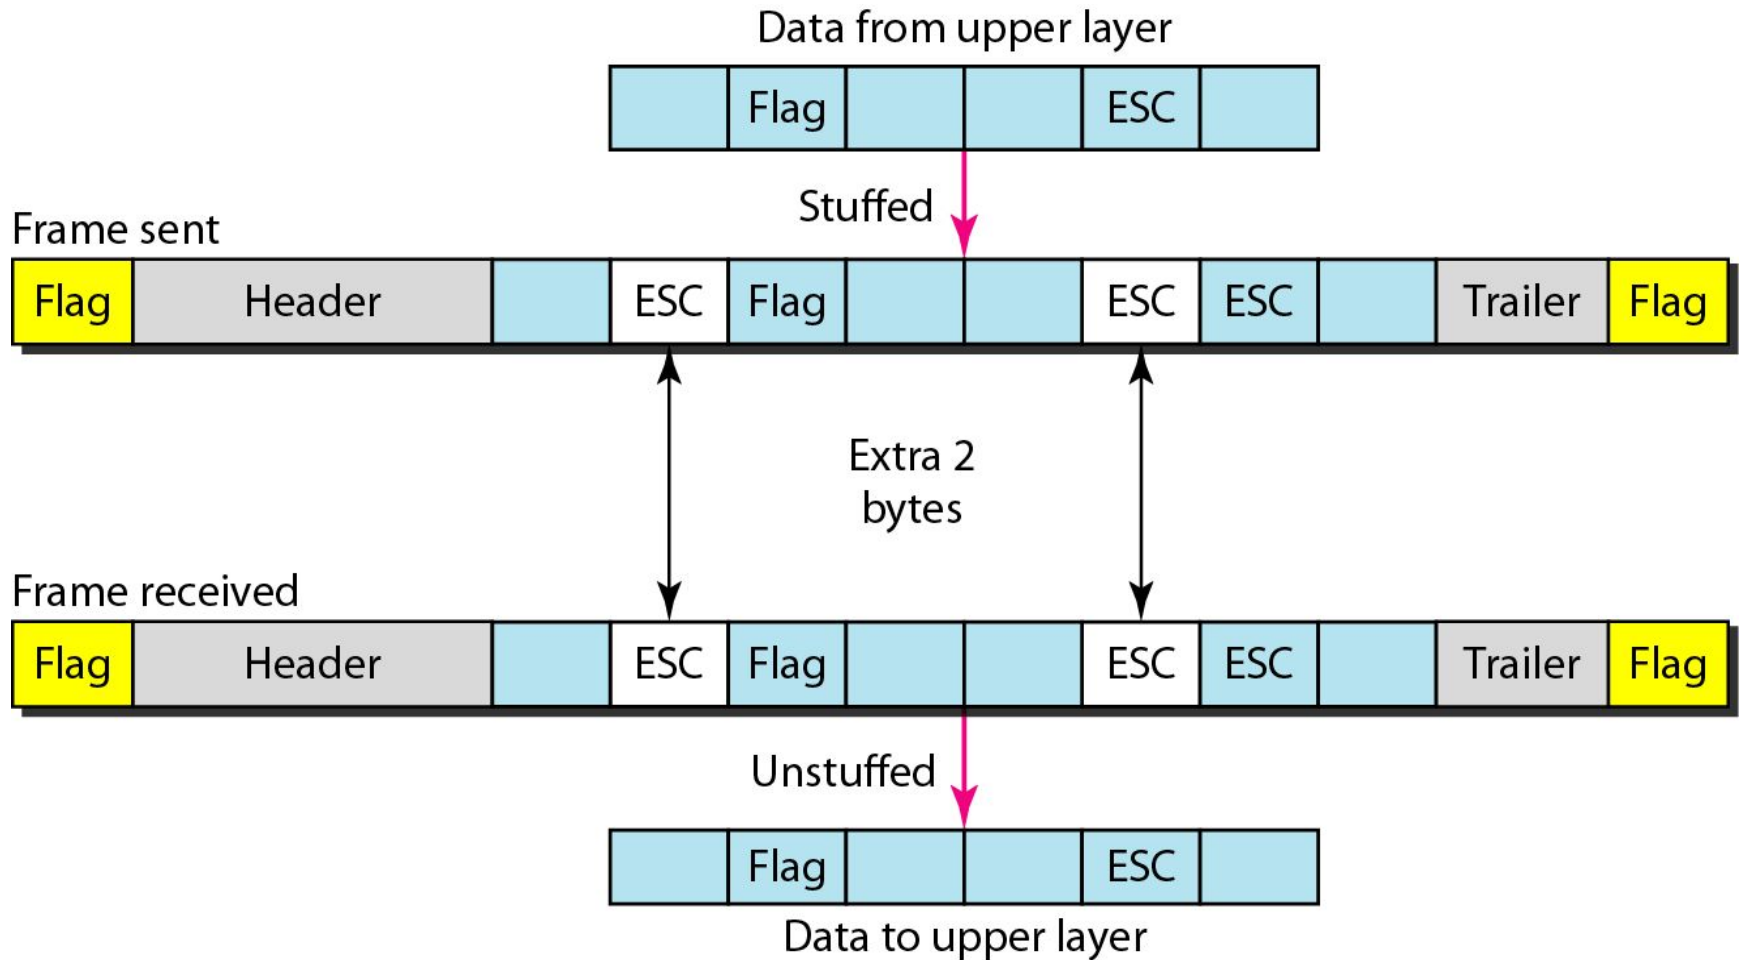 Data from upper layer
Flag ESC
Stuffed
Frame sent
Flag Header ESC Flag ESC ESC Trailer Flag
Extra 2
bytes
Frame received
Flag Header ESC Flag ESC ESC Trailer Flag
Unstuffed
Flag ESC
Data to upper layer